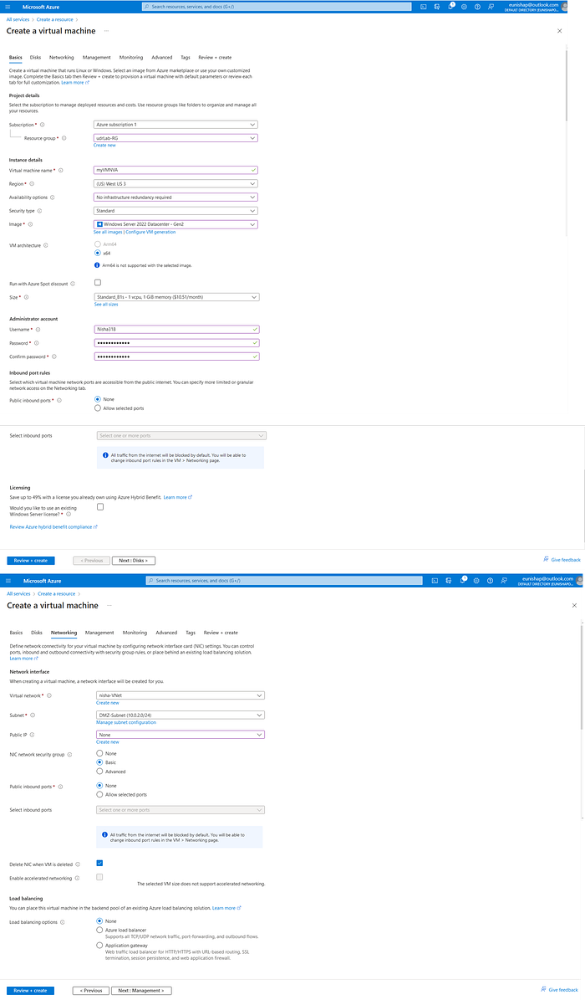 Microsoft Azure
Search resources, services, and docs (G+/)
1
eunishap@outlook.com
DEFAULT DIRECTORY (EUNISHAPO...
All services > Create a resource >
Create a virtual machine ...
Basics Disks Networking Management Monitoring Advanced Tags Review + create
Create a virtual machine that runs Linux or Windows. Select an image from Azure marketplace or use your own customized
image. Complete the Basics tab then Review + create to provision a virtual machine with default parameters or review each
tab for full customization. Learn more
Project details
Select the subscription to manage deployed resources and costs. Use resource groups like folders to organize and manage all
your resources.
Subscription * Azure subscription 1
Resource group * udrLab-RG
Create new
Instance details
Virtual machine name * myVMNVA
Region * (US) West US 3
Availability options No infrastructure redundancy required
Security type Standard
Image * Windows Server 2022 Datacenter - Gen2
See all images | Configure VM generation
VM architecture Arm64
x64
Arm64 is not supported with the selected image.
Run with Azure Spot discount
Size * Standard_B1s - 1 vcpu, 1 GiB memory ($10.51/month)
See all sizes
Administrator account
Username * Nisha318
Password * ••••••••••••
Confirm password * ••••••••••••
Inbound port rules
Select which virtual machine network ports are accessible from the public internet. You can specify more limited or granular
network access on the Networking tab.
Public inbound ports * None
Allow selected ports
Select inbound ports Select one or more ports
All traffic from the internet will be blocked by default. You will be able to
change inbound port rules in the VM > Networking page.
Licensing
Save up to 49% with a license you already own using Azure Hybrid Benefit. Learn more
Would you like to use an existing
Windows Server license? *
Review Azure hybrid benefit compliance
Review + create < Previous Next : Disks > Give feedback
Microsoft Azure
Search resources, services, and docs (G+/)
1
eunishap@outlook.com
DEFAULT DIRECTORY (EUNISHAPO...
All services > Create a resource >
Create a virtual machine ...
Basics Disks Networking Management Monitoring Advanced Tags Review + create
Define network connectivity for your virtual machine by configuring network interface card (NIC) settings. You can control
ports, inbound and outbound connectivity with security group rules, or place behind an existing load balancing solution.
Learn more
Network interface
When creating a virtual machine, a network interface will be created for you.
Virtual network * nisha-VNet
Create new
Subnet * DMZ-Subnet (10.0.2.0/24)
Manage subnet configuration
Public IP None
Create new
NIC network security group None
Basic
Advanced
Public inbound ports * None
Allow selected ports
Select inbound ports Select one or more ports
All traffic from the internet will be blocked by default. You will be able to
change inbound port rules in the VM > Networking page.
Delete NIC when VM is deleted
Enable accelerated networking
The selected VM size does not support accelerated networking.
Load balancing
You can place this virtual machine in the backend pool of an existing Azure load balancing solution. Learn more
Load balancing options None
Azure load balancer
Supports all TCP/UDP network traffic, port-forwarding, and outbound flows.
Application gateway
Web traffic load balancer for HTTP/HTTPS with URL-based routing, SSL
termination, session persistence, and web application firewall.
Review + create < Previous Next : Management > Give feedback